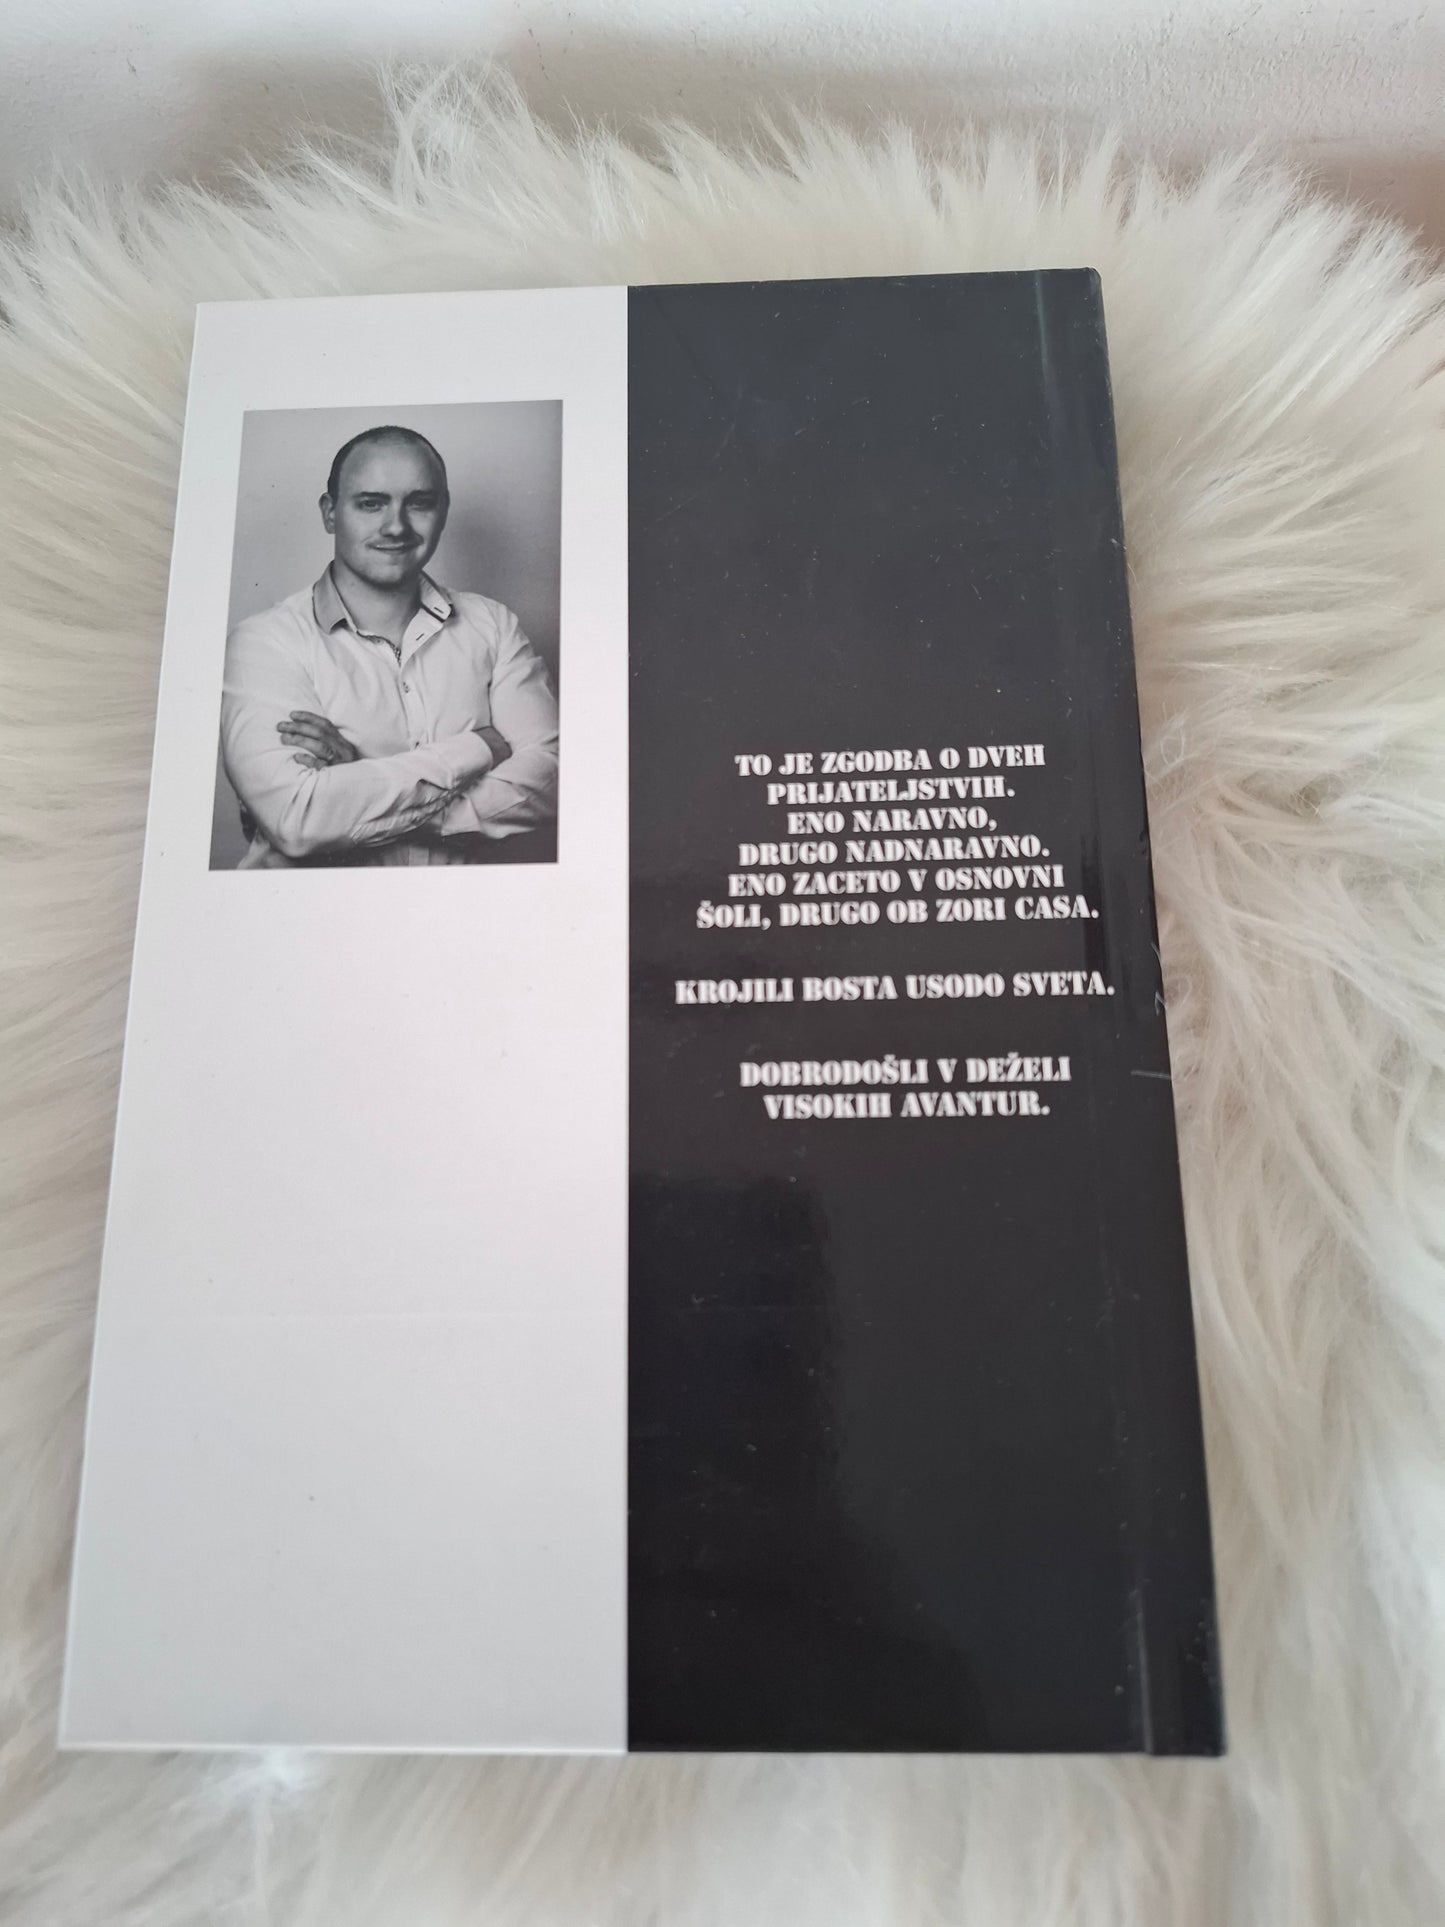 TO JE ZGODBA O DVEH
PRIJATELJSTVIH.
ENO NARAVNO,
DRUGO NADNARAVNO.
ENO ZACETO V OSNOVNI
ŠOLI, DRUGO OB ZORI CASA.
KROJILI BOSTA USODO SVETA.
DOBRODOŠLI V DEŽELI
VISOKIH AVANTUR.